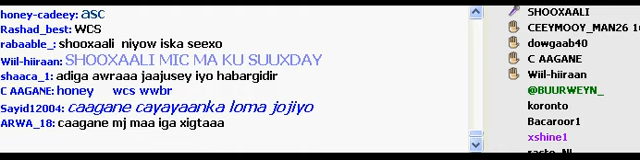 honey-cadeey: asc
Rashad_best: wcs
rabaable_: shooxaali niyow iska seexo
Wiil-hiiraan: SHOOXAALI MIC MA KU SUUXDAY
shaaca_1: adiga awraaa jaajusey iyo habargidir
C AAGANE: honey wcs wwbr
Sayid12004: caagane cayayaanka loma jojiyo
ARWA_18: caagane mj maa iga xigtaaa
SHOOXAALI
CEEYMOOY_MAN26
dowgaab40
C AAGANE
Wiil-hiiraan
@BUURWEYN_
koronto
Bacaroor1
xshine1